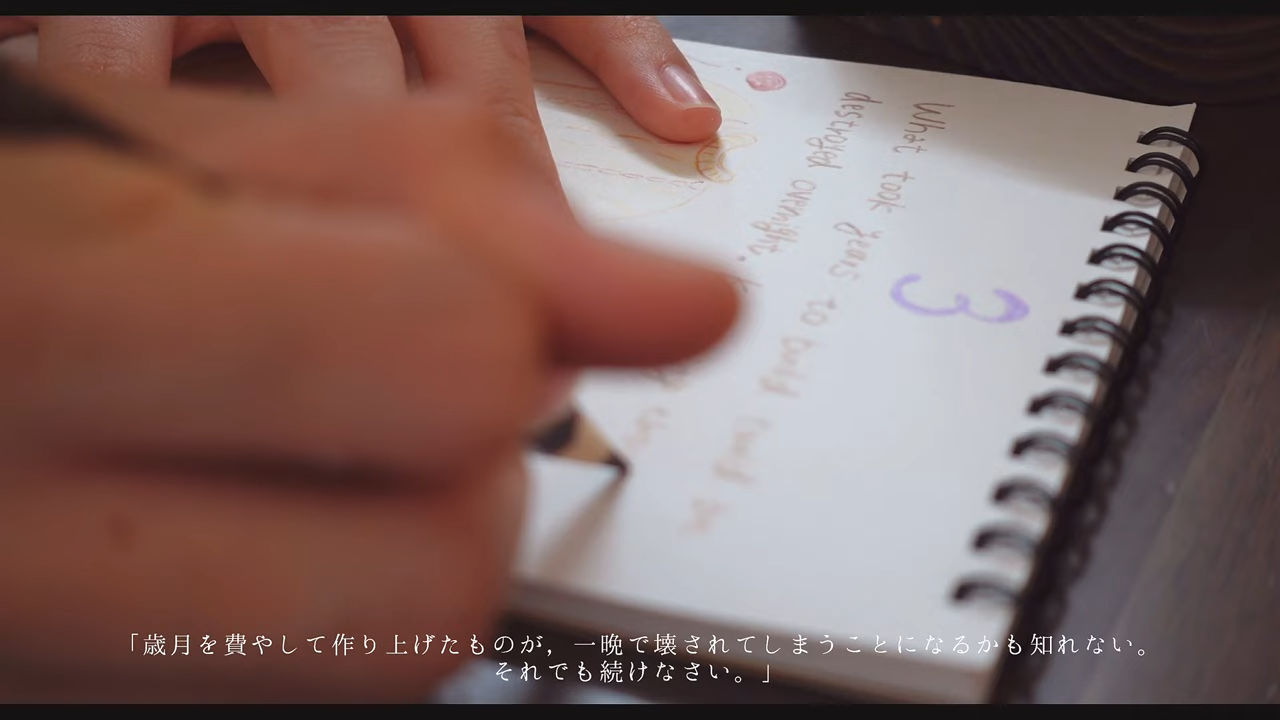 3
What took years to build could be
destroyed overnight.
「歳月を費やして作り上げたものが，一晩で壊されてしまうことになるかも知れない。
それでも続けなさい。」